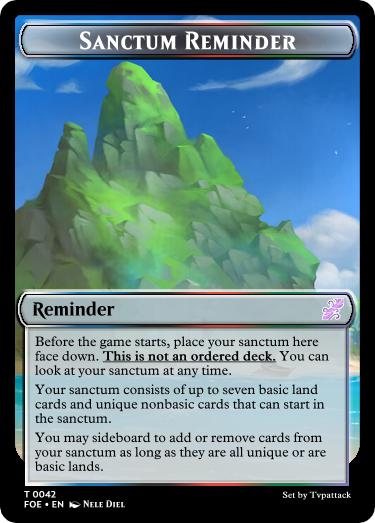 Sanctum Reminder
Reminder
Before the game starts, place your sanctum here
face down. This is not an ordered deck. You can
look at your sanctum at any time.
Your sanctum consists of up to seven basic land
cards and unique nonbasic cards that can start in
the sanctum.
You may sideboard to add or remove cards from
your sanctum as long as they are all unique or are
basic lands.
T 0042
FOE • EN Nele Diel
Set by Tvpattack